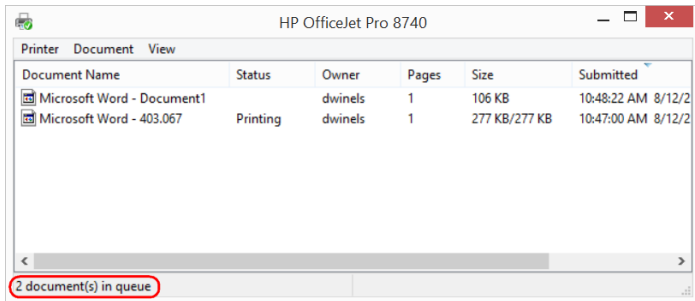 HP OfficeJet Pro 8740
Printer Document View
Document Name Status Owner Pages Size Submitted
Microsoft Word - Document1 dwinels 1 106 KB 10:48:22 AM 8/12/2
Microsoft Word - 403.067 Printing dwinels 1 277 KB/277 KB 10:47:00 AM 8/12/2
2 document(s) in queue